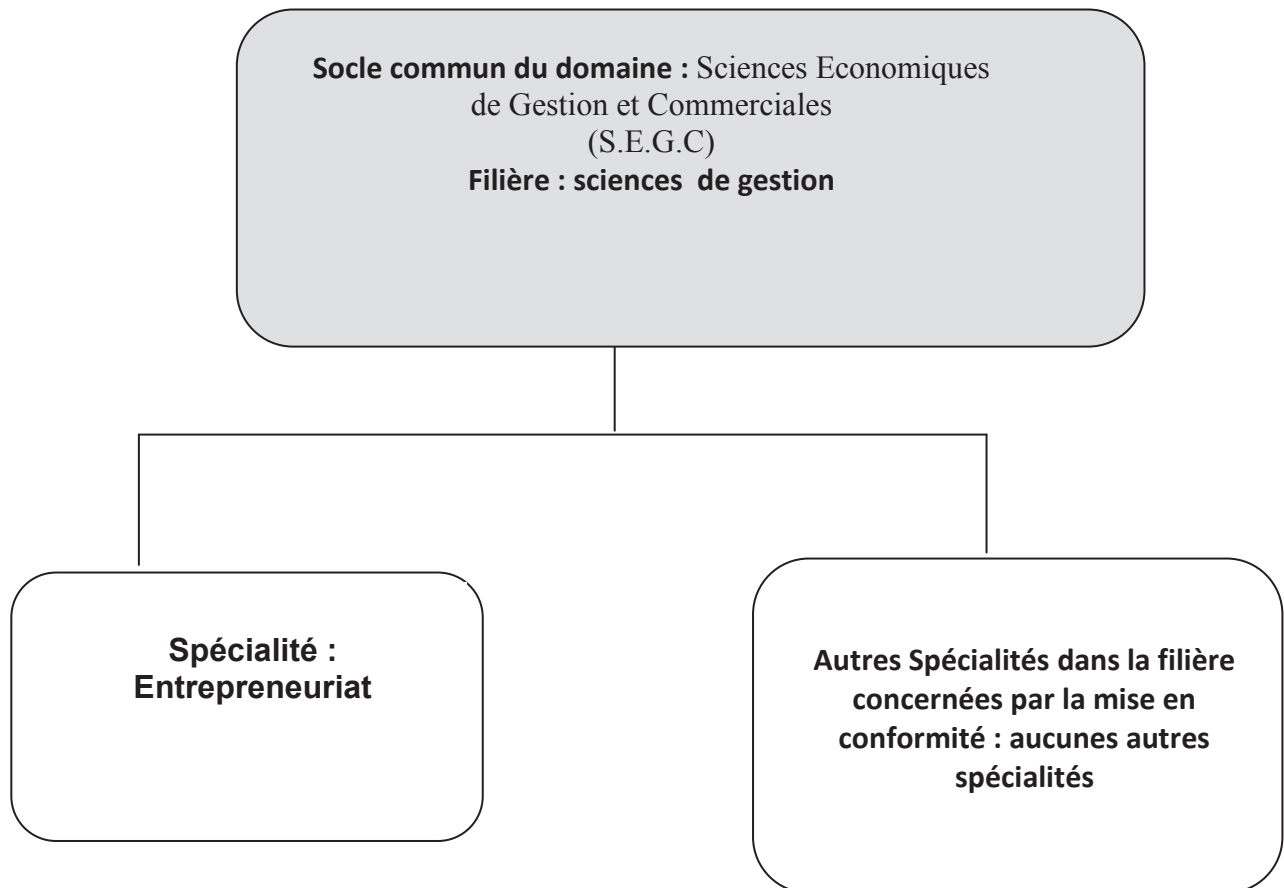 Socle commun du domaine : Sciences Economiques
de Gestion et Commerciales
(S.E.G.C)
Filière : sciences  de gestion
Spécialité :
Entrepreneuriat
Autres Spécialités dans la filière
concernées par la mise en
conformité : aucunes autres
spécialités